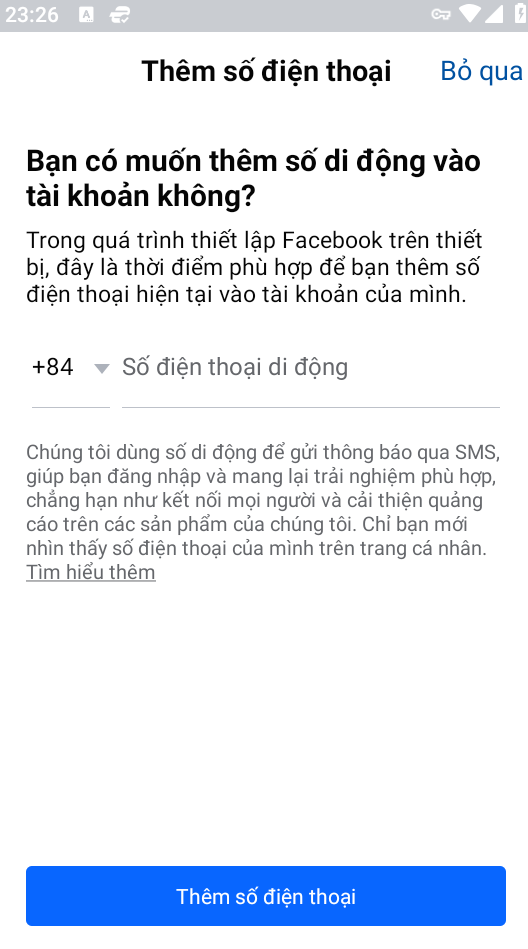 23:26
Thêm số điện thoại
Bỏ qua
Bạn có muốn thêm số di động vào
tài khoản không?
Trong quá trình thiết lập Facebook trên thiết
bị, đây là thời điểm phù hợp để bạn thêm số
điện thoại hiện tại vào tài khoản của mình.
+84 Số điện thoại di động
Chúng tôi dùng số di động để gửi thông báo qua SMS,
giúp bạn đăng nhập và mang lại trải nghiệm phù hợp,
chẳng hạn như kết nối mọi người và cải thiện quảng
cáo trên các sản phẩm của chúng tôi. Chỉ bạn mới
nhìn thấy số điện thoại của mình trên trang cá nhân.
Tìm hiểu thêm
Thêm số điện thoại